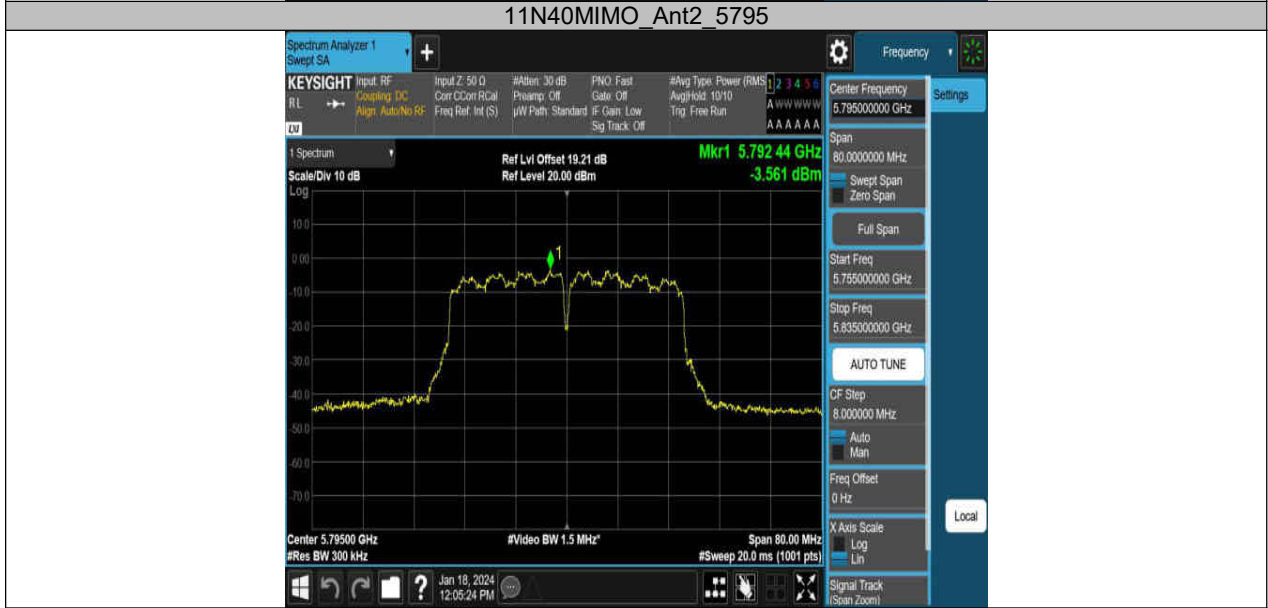 11N40MIMO_Ant2_5795
Spectrum Analyzer 1
Swept SA
+
Frequency
KEYSIGHT
RL
LXI
Input: RF
Coupling: DC
Align: Auto/No RF
Input Z: 50 Ω
Corr CCorr RCal
Freq Ref: Int (S)
#Atten: 30 dB
Preamp: Off
µW Path: Standard
PNO: Fast
Gate: Off
IF Gain: Low
Sig Track: Off
#Avg Type: Power (RMS
Avg|Hold: 10/10
Trig: Free Run
1 2 3 4 5 6
A W W W W W
A A A A A A
1 Spectrum
Scale/Div 10 dB
Log
Ref Lvl Offset 19.21 dB
Ref Level 20.00 dBm
Mkr1 5.792 44 GHz
-3.561 dBm
10.0
0.00
-10.0
-20.0
-30.0
-40.0
-50.0
-60.0
-70.0
1
Center 5.79500 GHz
#Res BW 300 kHz
#Video BW 1.5 MHz*
Span 80.00 MHz
#Sweep 20.0 ms (1001 pts)
?
Jan 18, 2024
12:05:24 PM
Center Frequency
5.795000000 GHz
Settings
Span
80.0000000 MHz
Swept Span
Zero Span
Full Span
Start Freq
5.755000000 GHz
Stop Freq
5.835000000 GHz
AUTO TUNE
CF Step
8.000000 MHz
Auto
Man
Freq Offset
0 Hz
X Axis Scale
Log
Lin
Local
Signal Track
(Span Zoom)